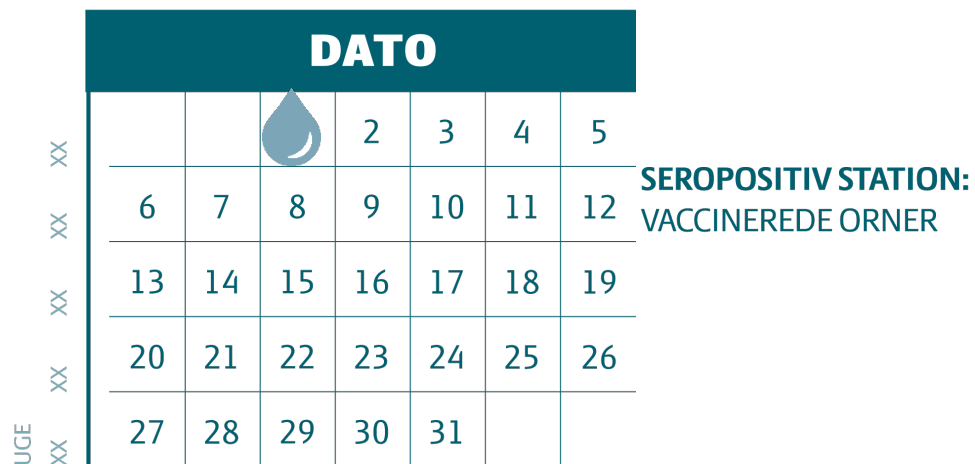 DATO
XX 2 3 4 5
XX 6 7 8 9 10 11 12
XX 13 14 15 16 17 18 19
XX 20 21 22 23 24 25 26
XX 27 28 29 30 31
UGE
SEROPOSITIV STATION:
VACCINEREDE ORNER